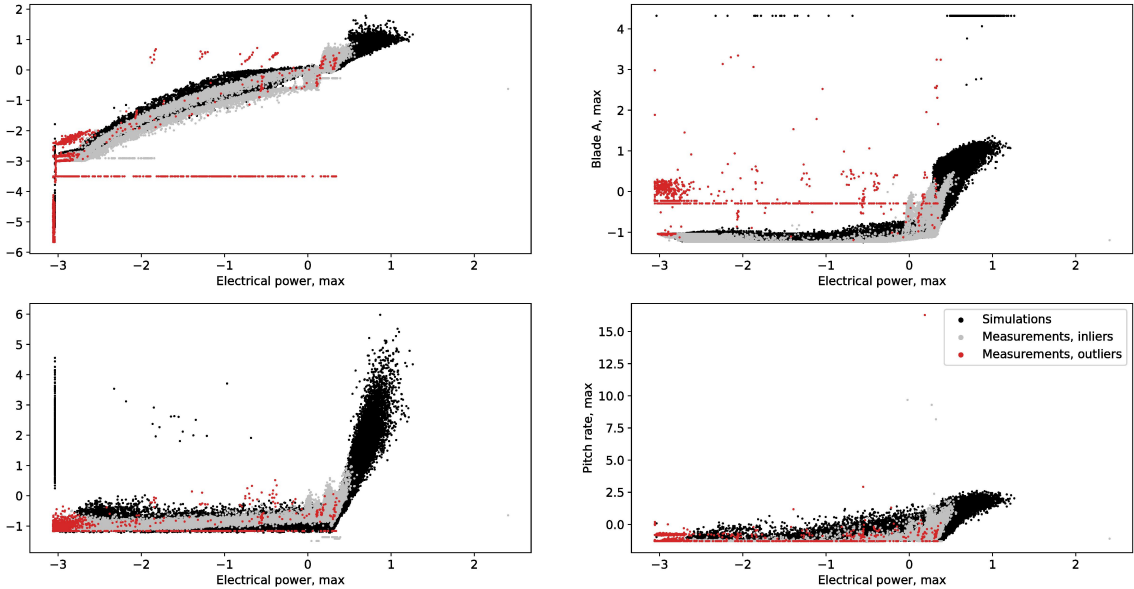 2
1
0
−1
−2
−3
−4
−5
−6
−3 −2 −1 0 1 2
Electrical power, max
4
3
2
1
0
−1
Blade A, max
−3 −2 −1 0 1 2
Electrical power, max
6
5
4
3
2
1
0
−1
−3 −2 −1 0 1 2
Electrical power, max
15.0
12.5
10.0
7.5
5.0
2.5
0.0
Pitch rate, max
Simulations
Measurements, inliers
Measurements, outliers
−3 −2 −1 0 1 2
Electrical power, max